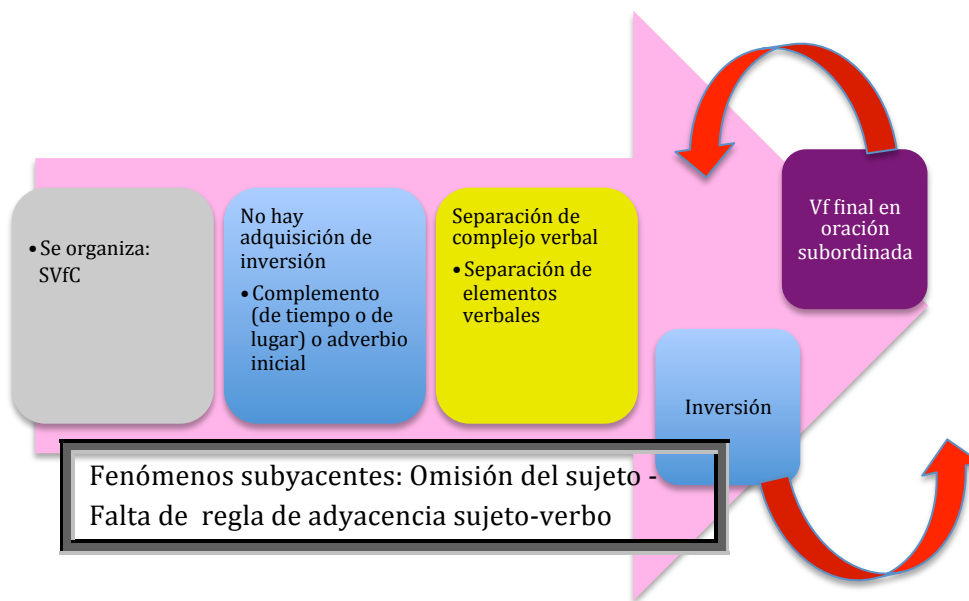 • Se organiza:
SVfC
No hay
adquisición de
inversión
• Complemento
(de tiempo o de
lugar) o adverbio
inicial
Separación de
complejo verbal
• Separación de
elementos
verbales
Vf final en
oración
subordinada
Inversión
Fenómenos subyacentes: Omisión del sujeto -
Falta de regla de adyacencia sujeto-verbo